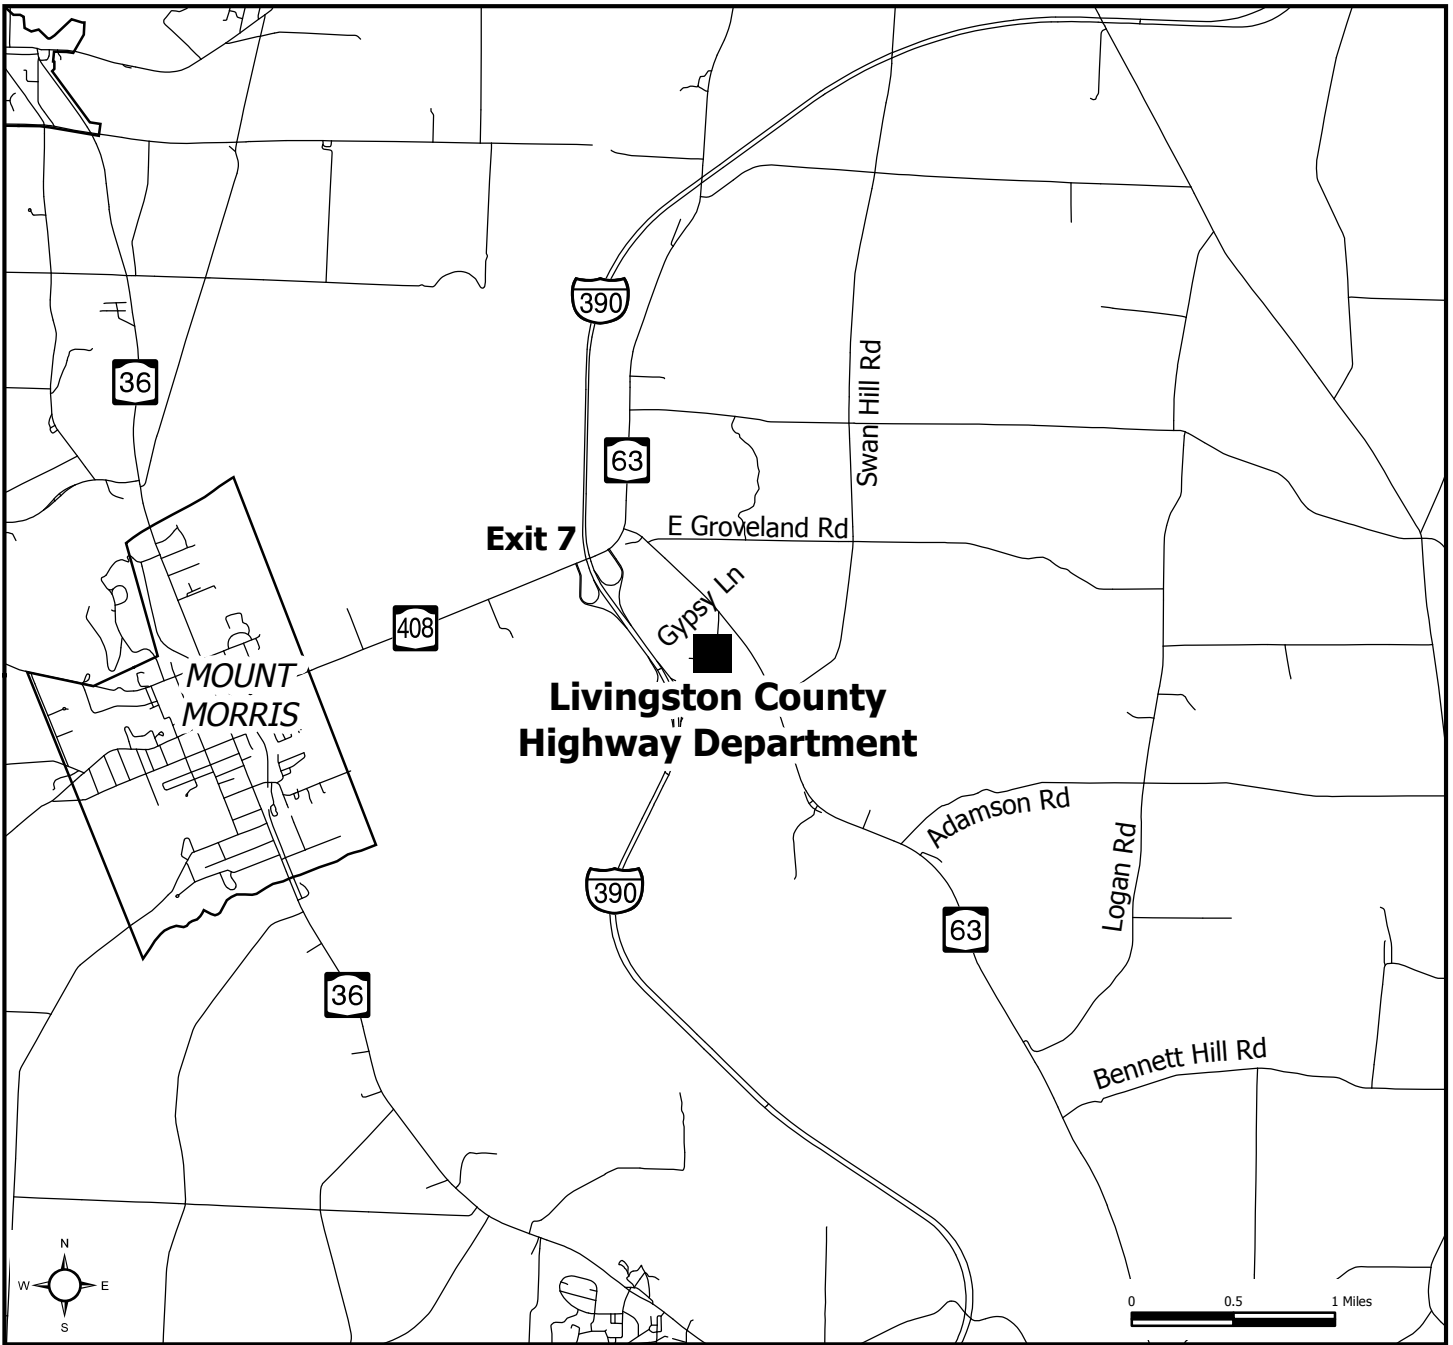 390
Swan Hill Rd
36
63
E Groveland Rd
Exit 7
Gypsy Ln
408
MOUNT
MORRIS
Livingston County
Highway Department
Adamson Rd
Logan Rd
390
63
36
Bennett Hill Rd
N
W E
S
0 0.5 1 Miles